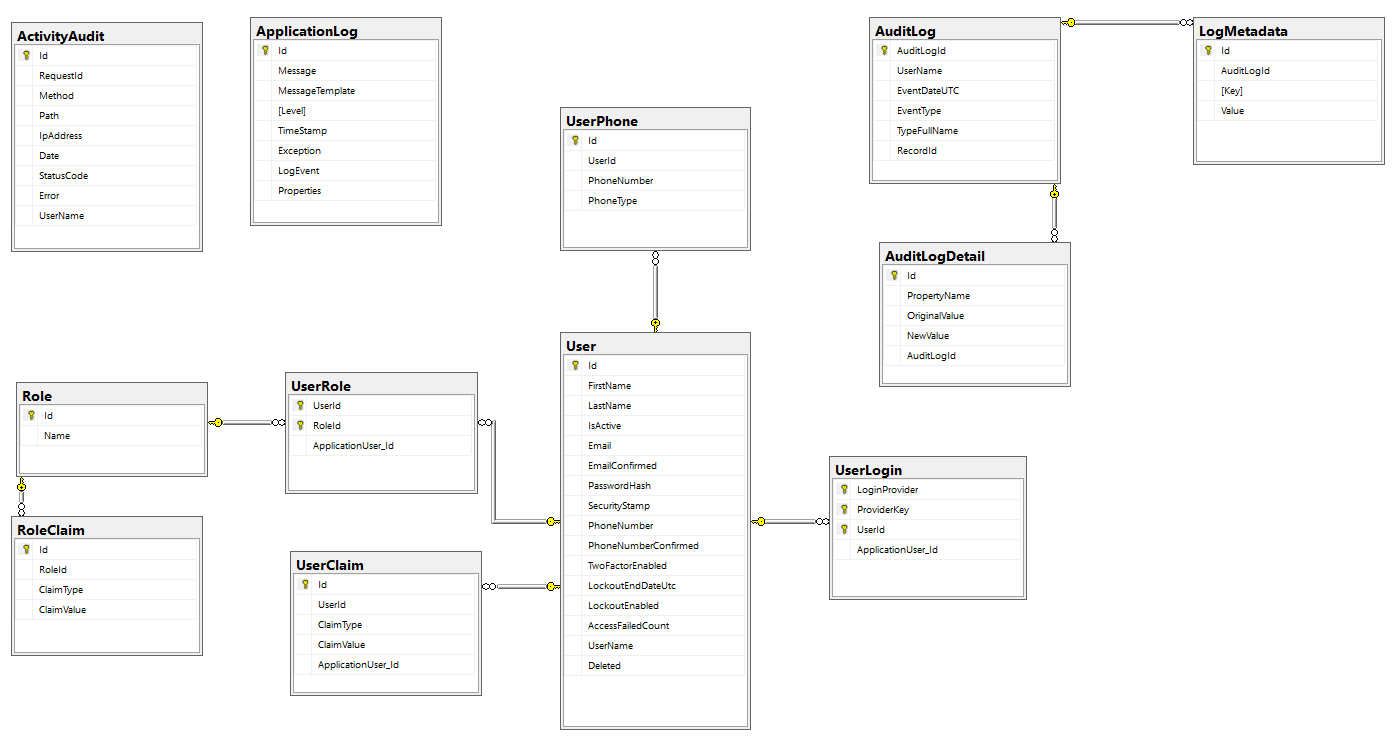 ActivityAudit
Id
RequestId
Method
Path
IpAddress
Date
StatusCode
Error
UserName
ApplicationLog
Id
Message
MessageTemplate
[Level]
TimeStamp
Exception
LogEvent
Properties
UserPhone
Id
UserId
PhoneNumber
PhoneType
AuditLog
AuditLogId
UserName
EventDateUTC
EventType
TypeFullName
RecordId
LogMetadata
Id
AuditLogId
[Key]
Value
AuditLogDetail
Id
PropertyName
OriginalValue
NewValue
AuditLogId
Role
Id
Name
UserRole
UserId
RoleId
ApplicationUser_Id
User
Id
FirstName
LastName
IsActive
Email
EmailConfirmed
PasswordHash
SecurityStamp
PhoneNumber
PhoneNumberConfirmed
TwoFactorEnabled
LockoutEndDateUtc
LockoutEnabled
AccessFailedCount
UserName
Deleted
UserLogin
LoginProvider
ProviderKey
UserId
ApplicationUser_Id
RoleClaim
Id
RoleId
ClaimType
ClaimValue
UserClaim
Id
UserId
ClaimType
ClaimValue
ApplicationUser_Id